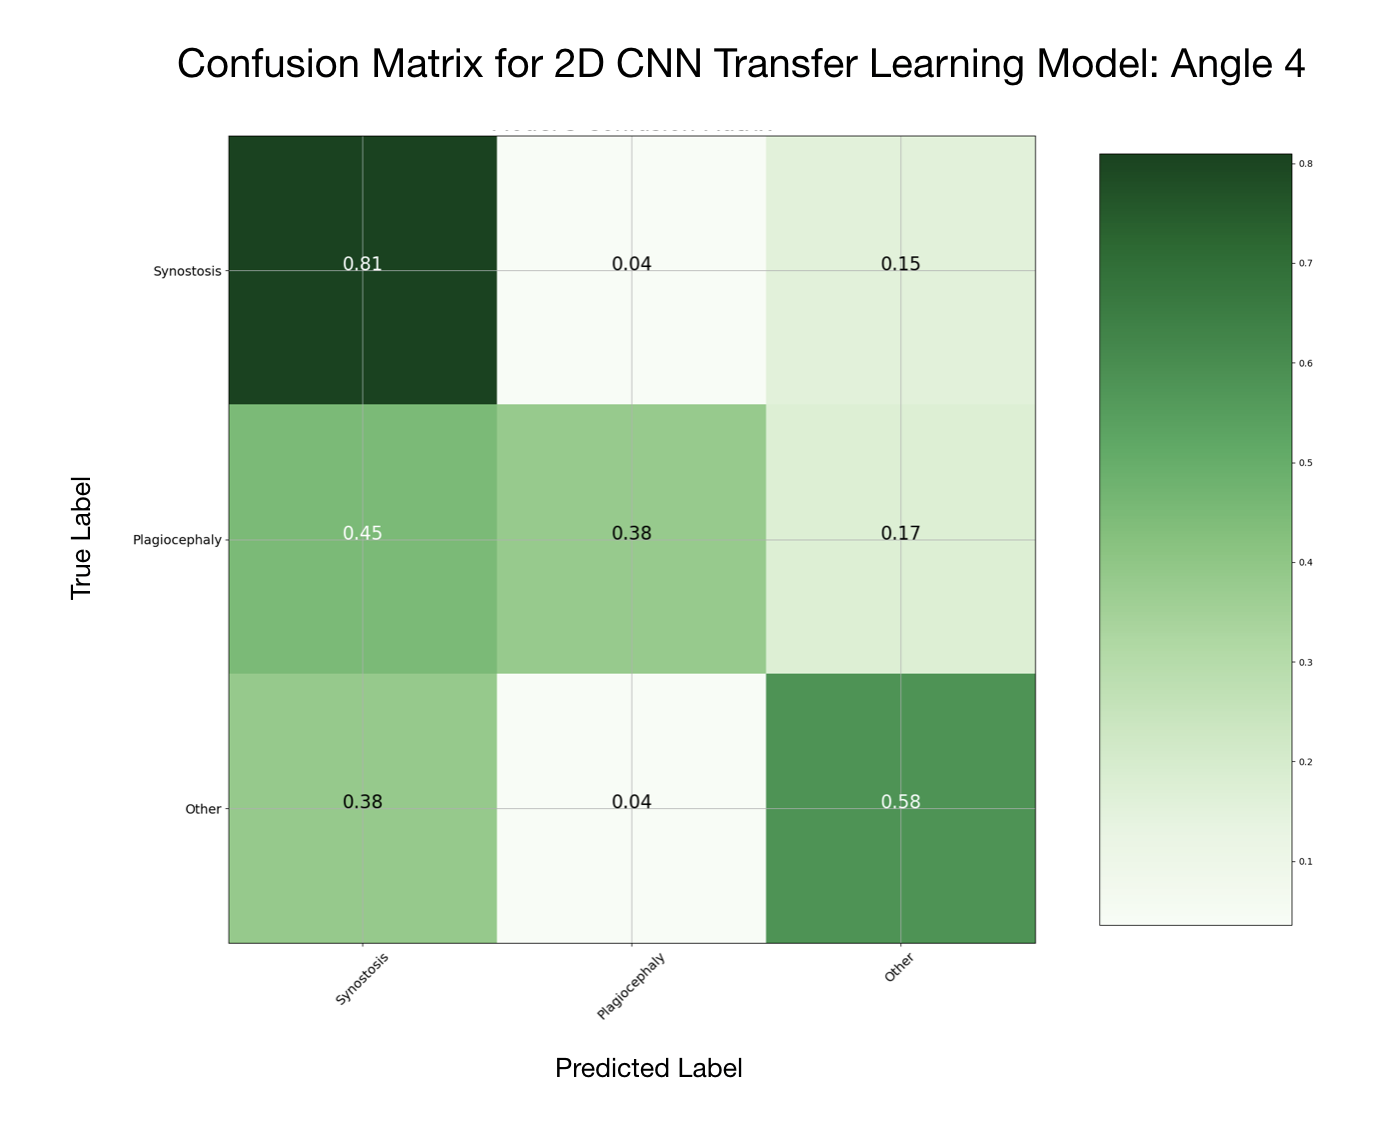 Confusion Matrix for 2D CNN Transfer Learning Model: Angle 4
0.8
0.7
0.6
0.5
0.4
0.3
0.2
0.1
Synostosis
0.81 0.04 0.15
Plagiocephaly
0.45 0.38 0.17
Other
0.38 0.04 0.58
True Label
Synostosis
Plagiocephaly
Other
Predicted Label